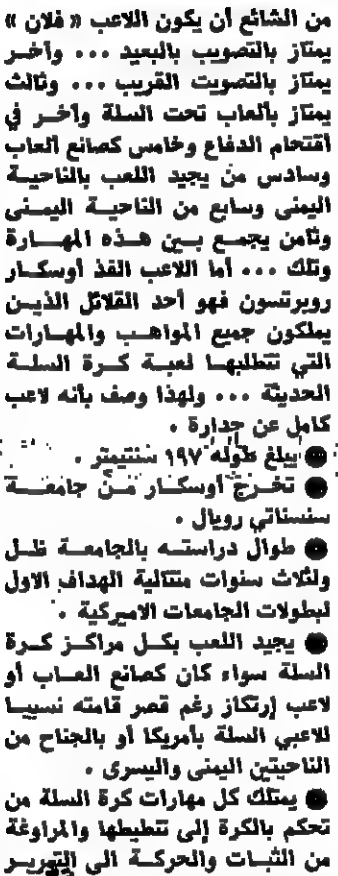 من الشائع أن يكون اللاعب « فلان »
يمتاز بالتصويب بالبعيد ... وآخر
يمتاز بالتصويت القريب ... وثالث
يمتاز بألعاب تحت السلة وآخر في
أقتحام الدفاع وخامس كصانع ألعاب
وسادس من يجيد اللعب بالناحية
اليمنى وسابع من الناحية اليمنى
وثامن يجمع بين هذه المهارة
وتلك ... أما اللاعب الفذ أوسكار
روبرتسون فهو أحد القلائل الذين
يملكون جميع المواهب والمهارات
التي تتطلبها لعبة كرة السلة
الحديثة ... ولهذا وصف بأنه لاعب
كامل عن جدارة .
● يبلغ طوله ١٩٧ سنتيمتر .
● تخرج أوسكار من جامعة
سنسناتي رويال .
● طوال دراسته بالجامعة ظل
ولثلاث سنوات متتالية الهداف الاول
لبطولات الجامعات الاميركية .
● يجيد اللعب بكل مراكز كرة
السلة سواء كان كصانع العاب أو
لاعب إرتكاز رغم قصر قامته نسبيا
للاعبي السلة بأمريكا أو بالجناح من
الناحيتين اليمنى واليسرى .
● يمتلك كل مهارات كرة السلة من
تحكم بالكرة إلى تنطيطها والمراوغة
من الثبات والحركة الى التمرير